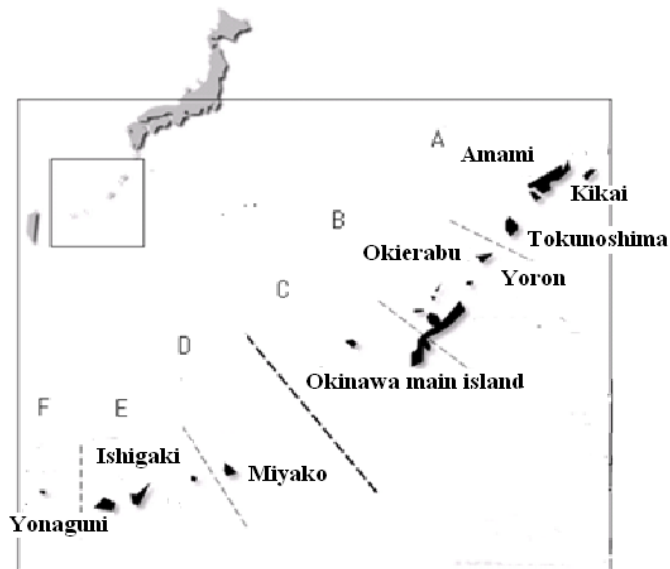 A
Amami
Kikai
B
Tokunoshima
Okierabu
Yoron
C
Okinawa main island
D
F
E
Ishigaki
Miyako
Yonaguni